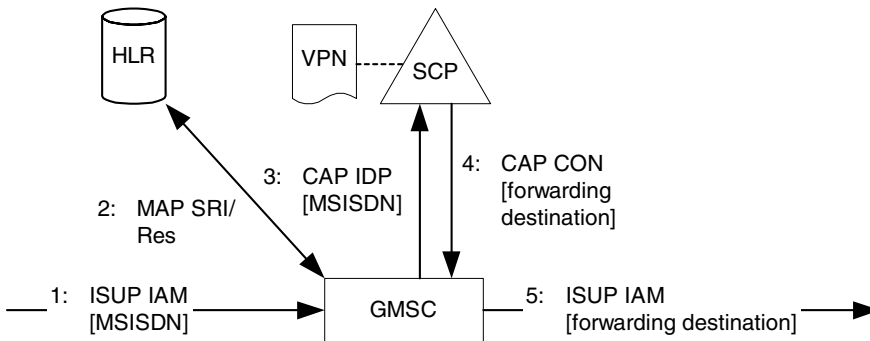 HLR
VPN
SCP
3: CAP IDP
[MSISDN]
4: CAP CON
[forwarding
destination]
2: MAP SRI/
Res
1: ISUP IAM
[MSISDN]
GMSC
5: ISUP IAM
[forwarding destination]